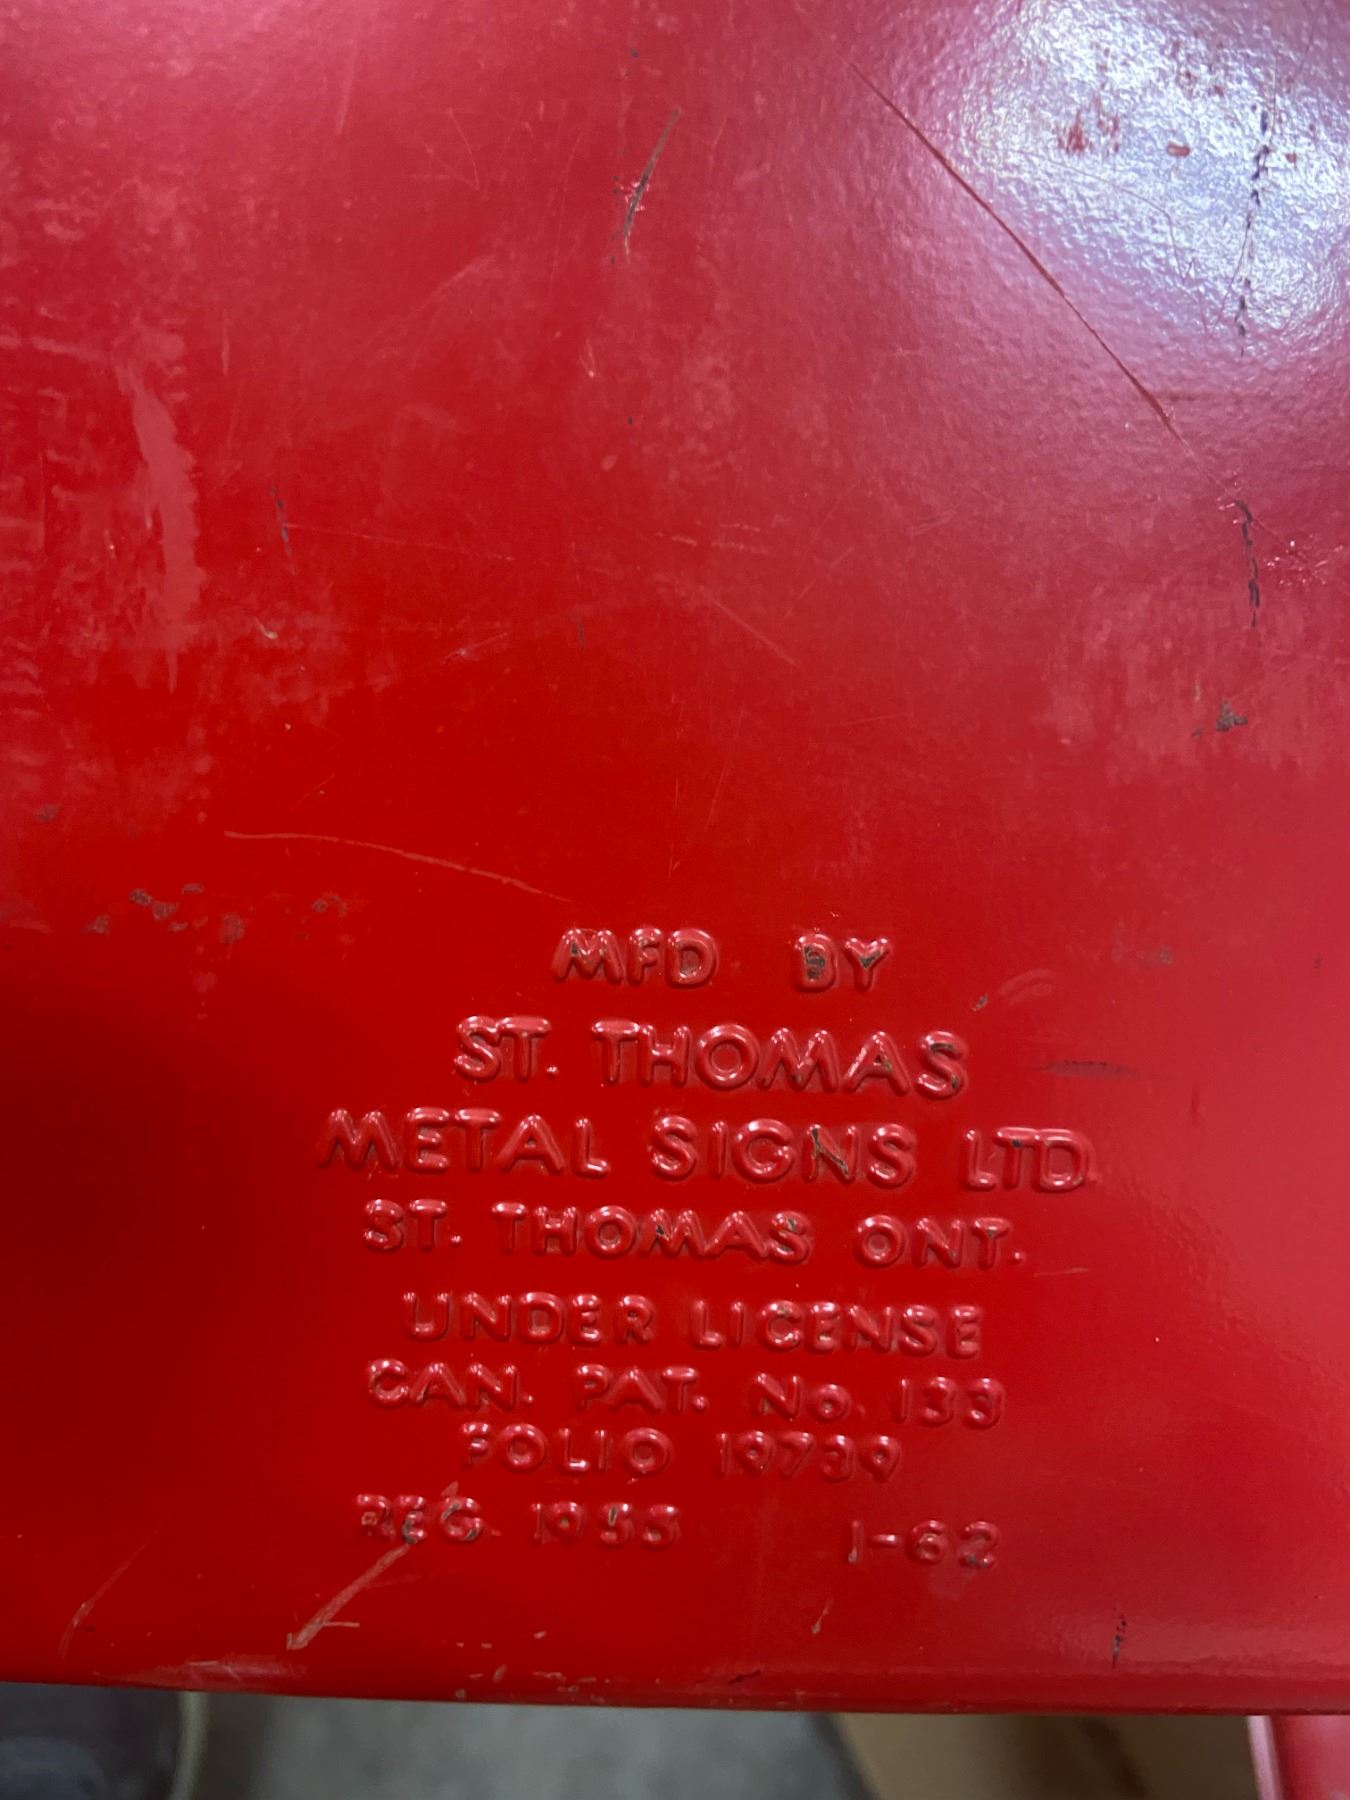 MFD BY
ST. THOMAS
METAL SIGNS LTD.
ST. THOMAS ONT.
UNDER LICENSE
CAN. PAT. No. 133
FOLIO 19739
REG. 1955 1-62